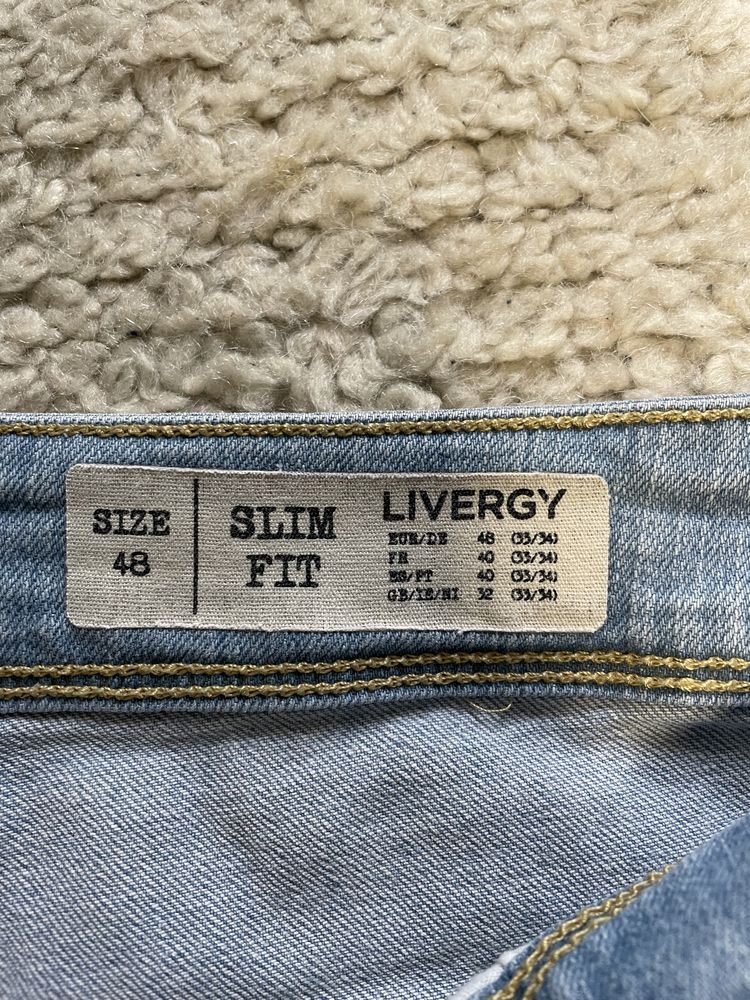 SIZE
48
SLIM
FIT
LIVERGY
EUR/DE 48 (33/34)
FR 40 (33/34)
ES/PT 40 (33/34)
GB/IE/NI 32 (33/34)